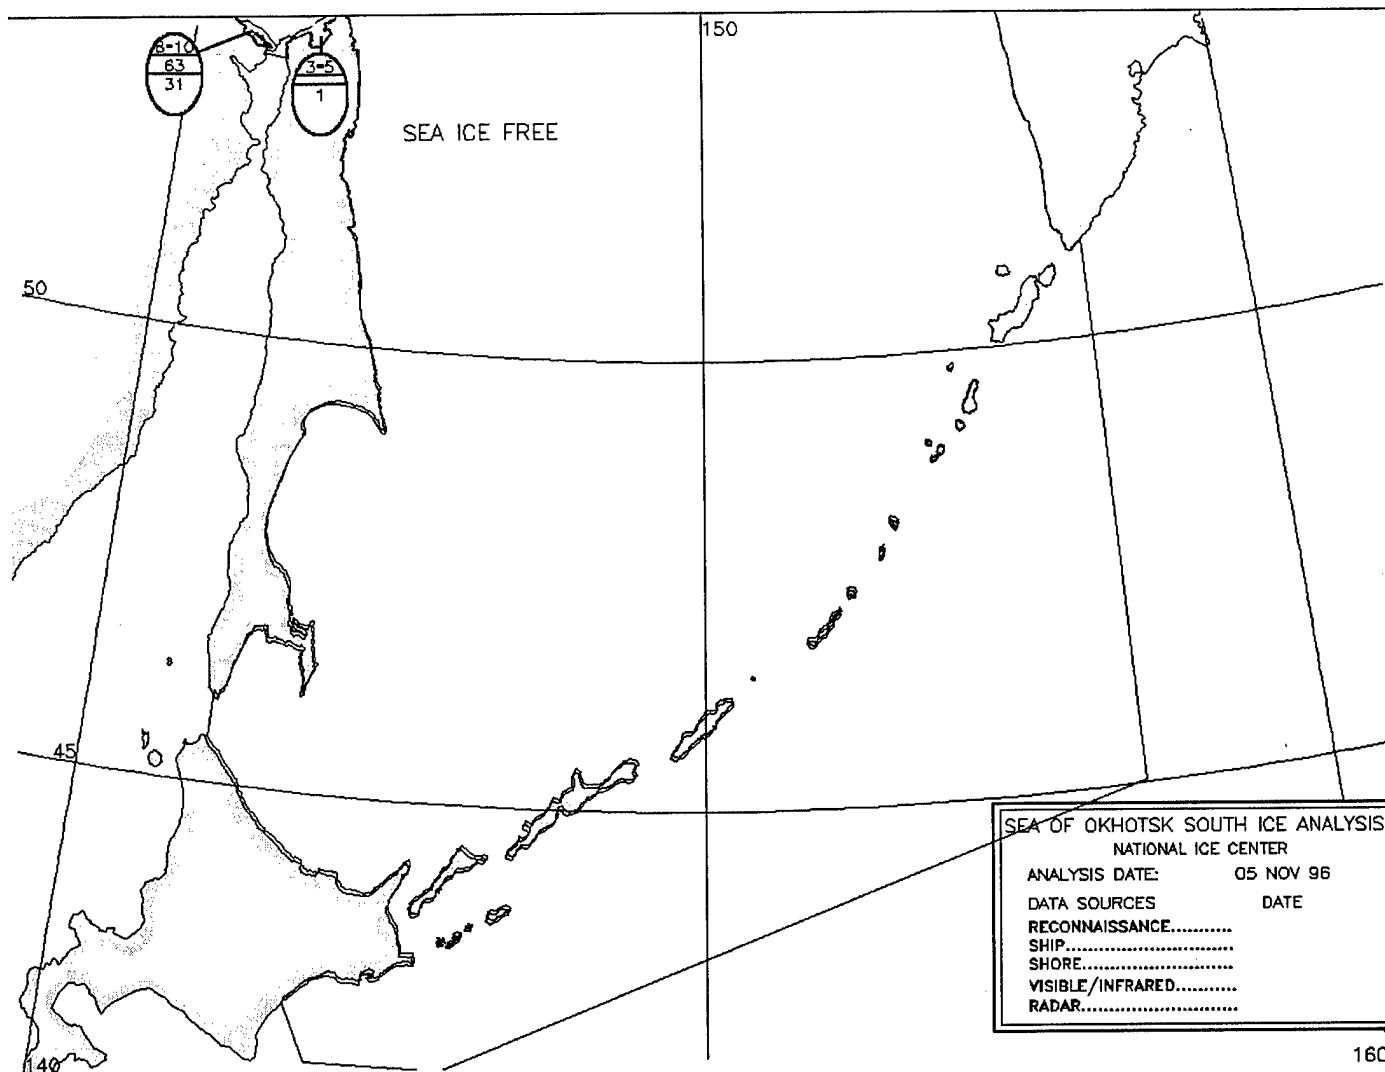 150
8-10
63
31
3-5
1
SEA ICE FREE
50
45
SEA OF OKHOTSK SOUTH ICE ANALYSIS
NATIONAL ICE CENTER
ANALYSIS DATE: 05 NOV 96
DATA SOURCES DATE
RECONNAISSANCE...........
SHIP..............................
SHORE...........................
VISIBLE/INFRARED...........
RADAR............................
140
160